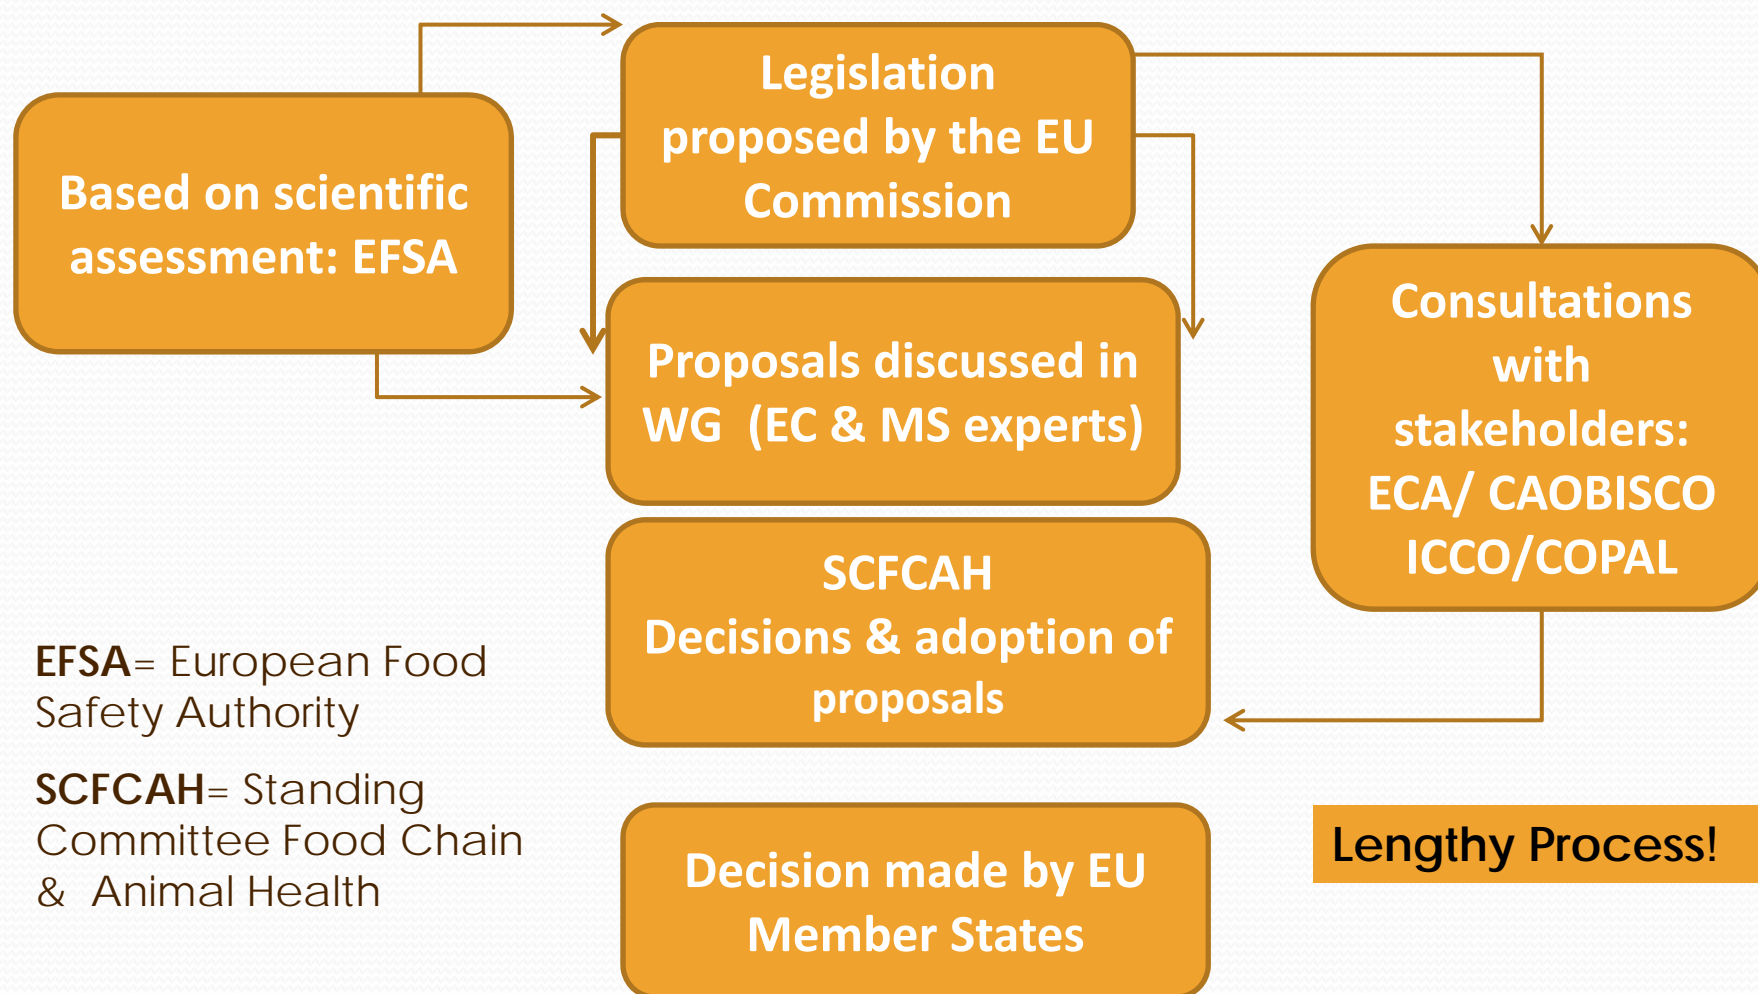 Legislation
proposed by the EU
Commission
Based on scientific
assessment: EFSA
Proposals discussed in
WG (EC & MS experts)
Consultations
with
stakeholders:
ECA/ CAOBISCO
ICCO/COPAL
SCFCAH
Decisions & adoption of
proposals
EFSA= European Food
Safety Authority
SCFCAH= Standing
Committee Food Chain
& Animal Health
Decision made by EU
Member States
Lengthy Process!